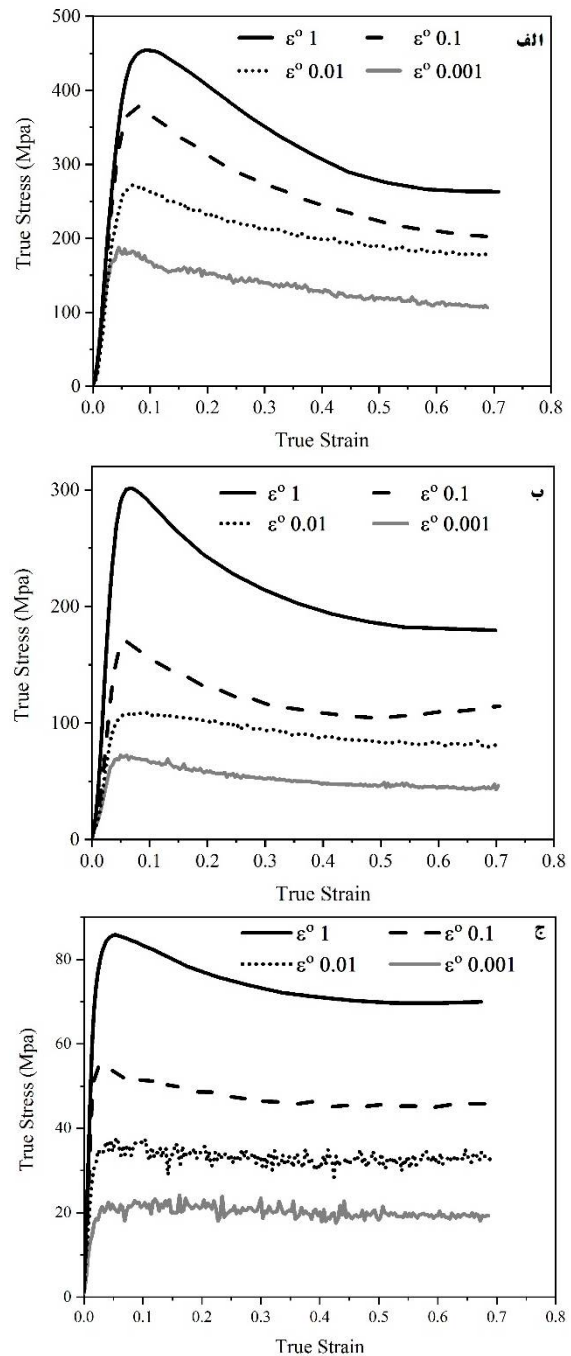 الف
ε° 1
ε° 0.1
ε° 0.01
ε° 0.001
500
400
300
200
100
0
True Stress (Mpa)
0.0 0.1 0.2 0.3 0.4 0.5 0.6 0.7 0.8
True Strain
ب
ε° 1
ε° 0.1
ε° 0.01
ε° 0.001
300
200
100
0
True Stress (Mpa)
0.0 0.1 0.2 0.3 0.4 0.5 0.6 0.7 0.8
True Strain
ج
ε° 1
ε° 0.1
ε° 0.01
ε° 0.001
80
60
40
20
0
True Stress (Mpa)
0.0 0.1 0.2 0.3 0.4 0.5 0.6 0.7 0.8
True Strain